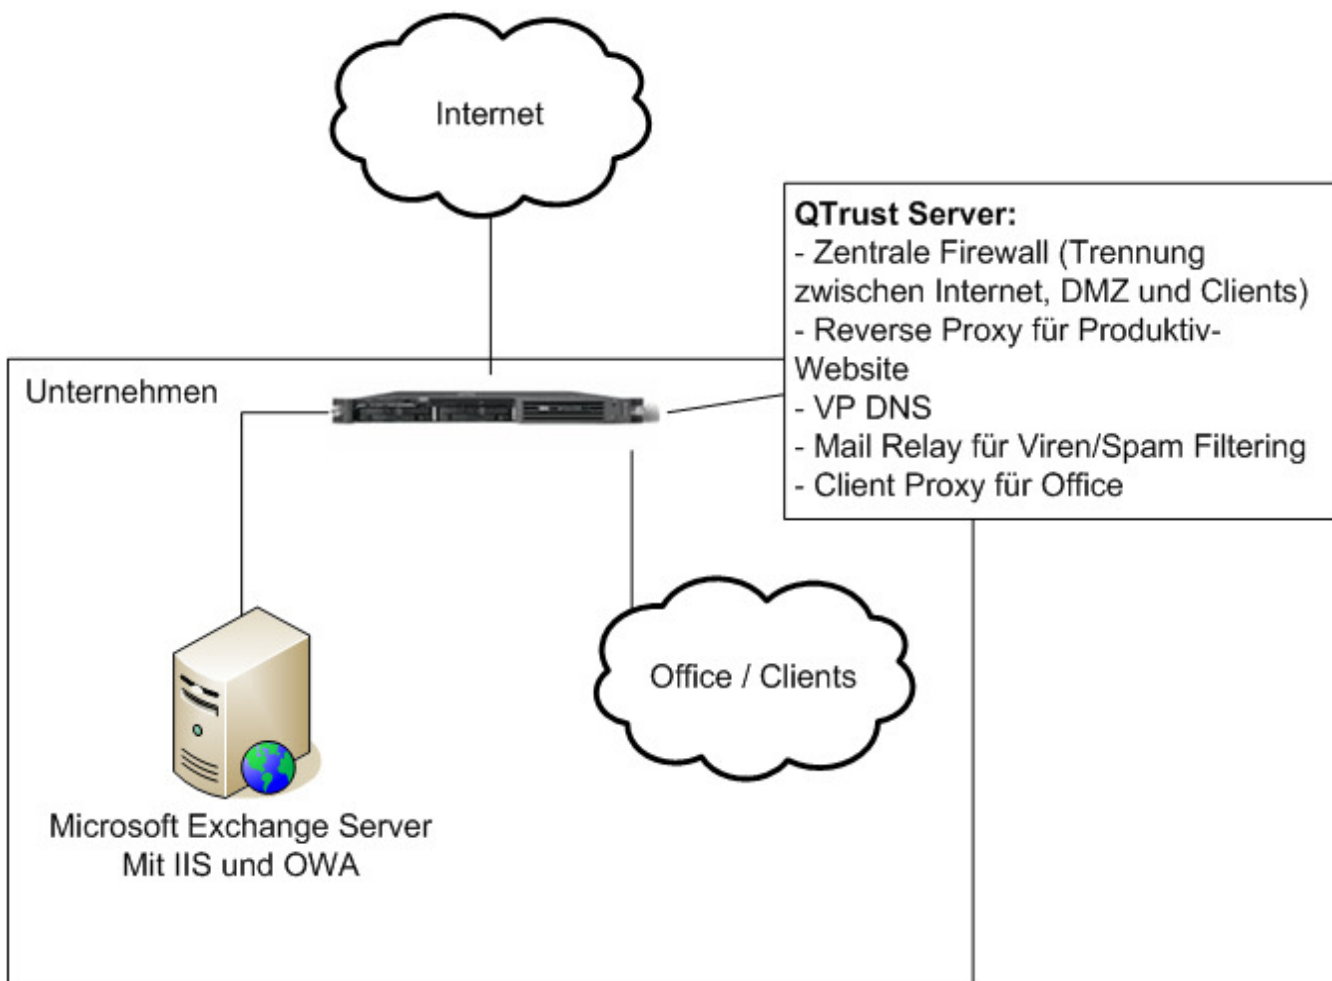 Internet
QTrust Server:
- Zentrale Firewall (Trennung
zwischen Internet, DMZ und Clients)
- Reverse Proxy für Produktiv-
Website
- VP DNS
- Mail Relay für Viren/Spam Filtering
- Client Proxy für Office
Unternehmen
Office / Clients
Microsoft Exchange Server
Mit IIS und OWA